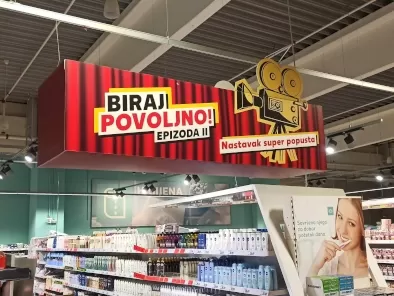 BIRAJ
POVOLJNO!
EPIZODA II
Nastavak super popusta!